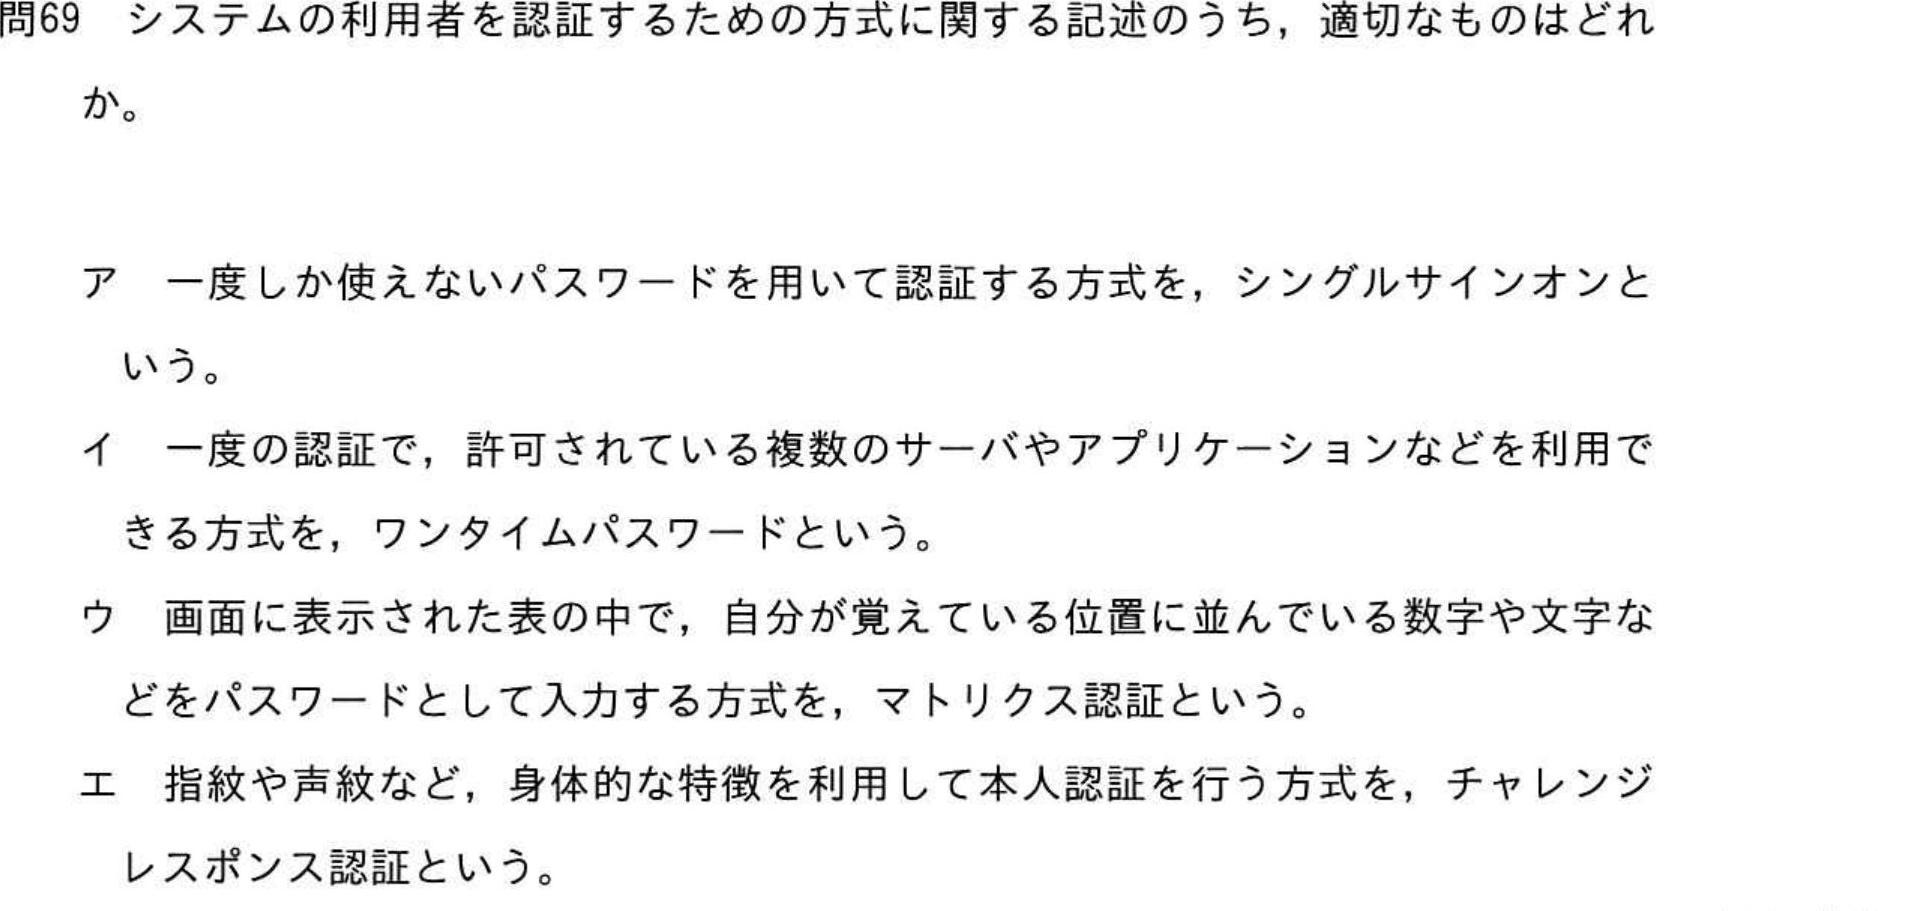 問69　システムの利用者を認証するための方式に関する記述のうち，適切なものはどれ
か。
ア　一度しか使えないパスワードを用いて認証する方式を，シングルサインオンと
いう。
イ　一度の認証で，許可されている複数のサーバやアプリケーションなどを利用で
きる方式を，ワンタイムパスワードという。
ウ　画面に表示された表の中で，自分が覚えている位置に並んでいる数字や文字な
どをパスワードとして入力する方式を，マトリクス認証という。
エ　指紋や声紋など，身体的な特徴を利用して本人認証を行う方式を，チャレンジ
レスポンス認証という。